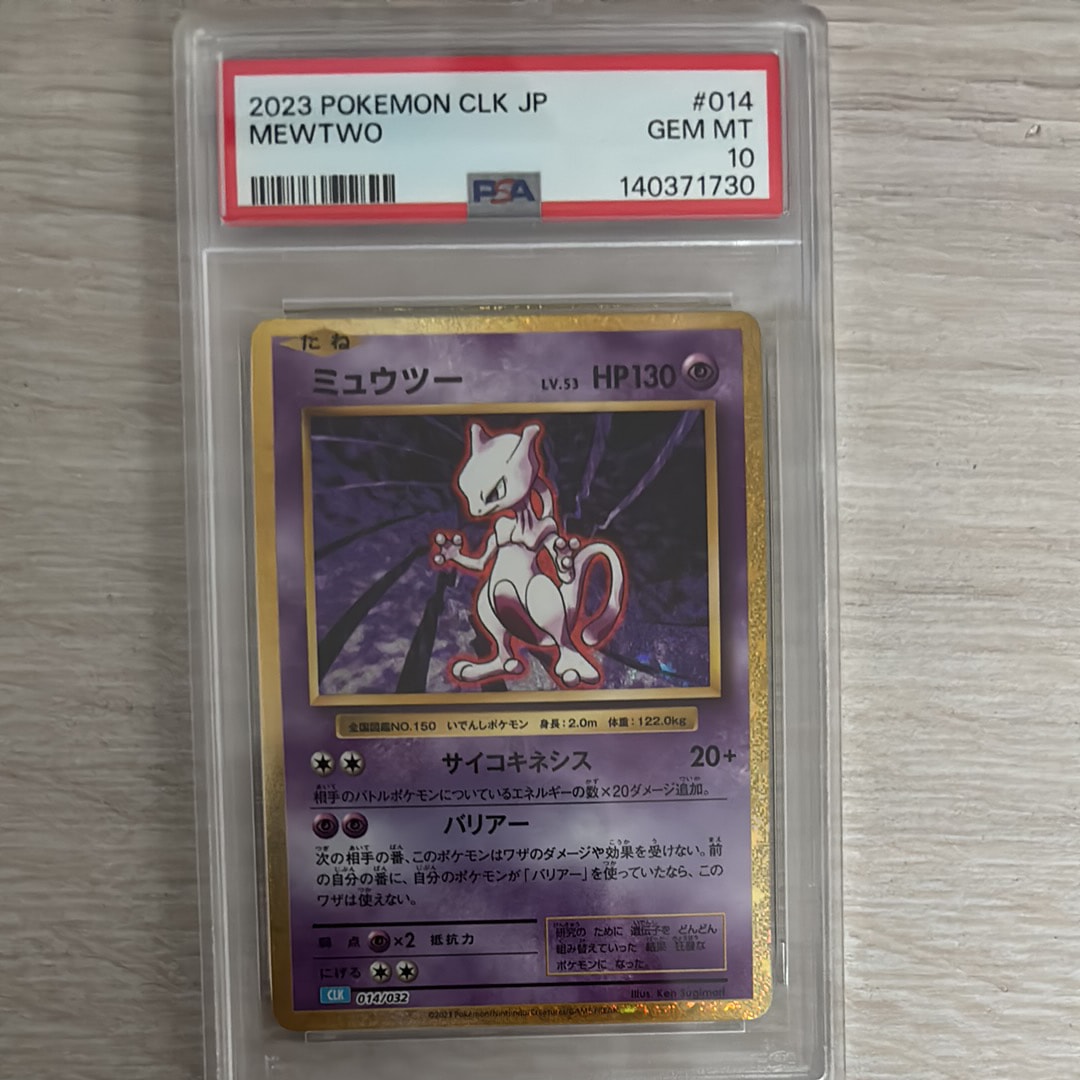 2023 POKEMON CLK JP #014
MEWTWO GEM MT
10
PSA 140371730
たね
ミュウツー LV.53 HP130
全国図鑑NO.150 いでんしポケモン 身長:2.0m 体重:122.0kg
サイコキネシス 20+
相手のバトルポケモンについているエネルギーの数×20ダメージ追加。
バリアー
次の相手の番、このポケモンはワザのダメージや効果を受けない。前
の自分の番に、自分のポケモンが「バリアー」を使っていたなら、この
ワザは使えない。
弱点 ×2 抵抗力
にげる
研究の ために 遺伝子を どんどん
組み替えていった 結果 狂暴な
ポケモンに なった。
Illus. Ken Sugimori
CLK 014/032
©2023 Pokémon/Nintendo/Creatures/GAME FREAK